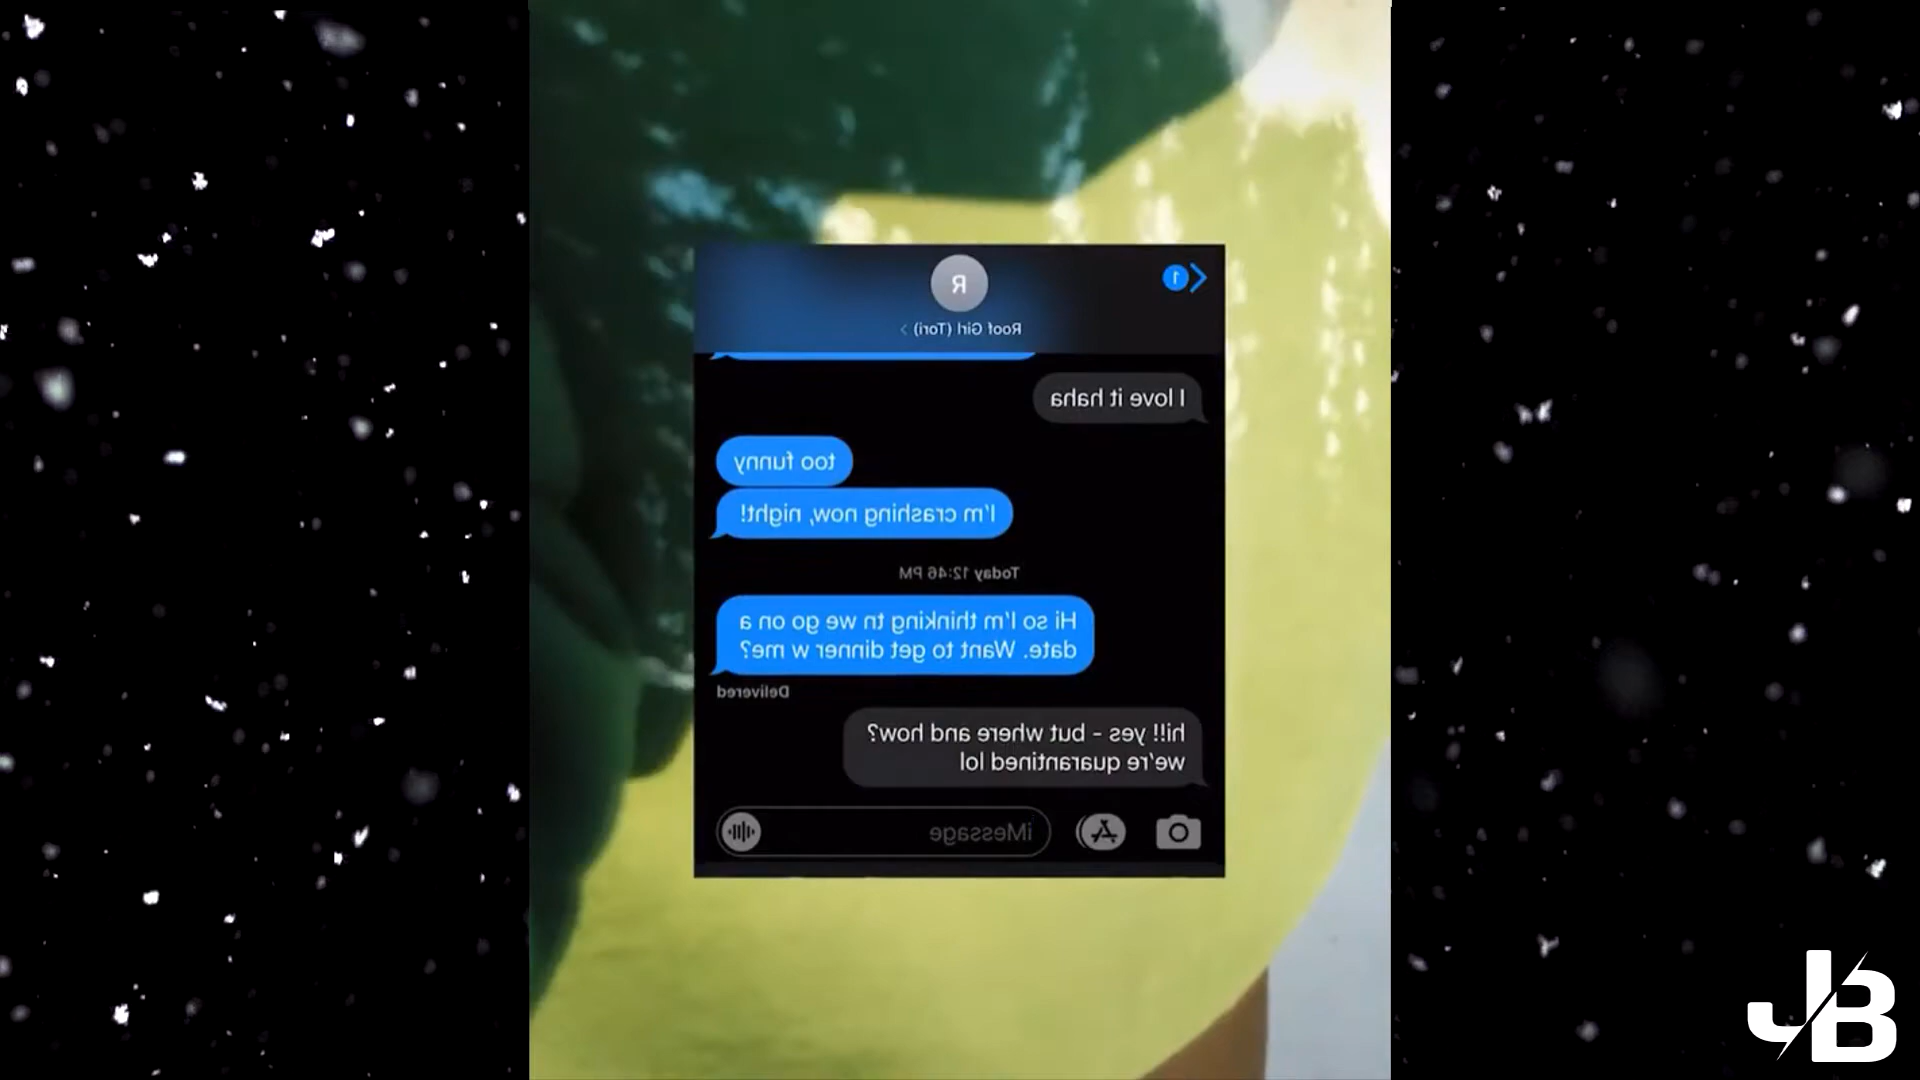 1
R
Roof Girl (Tori) >
I love it haha
too funny
I'm crashing now, night!
Today 12:46 PM
Hi so I'm thinking tn we go on a
date. Want to get dinner w me?
Delivered
hi!! yes - but where and how?
we're quarantined lol
iMessage
JB